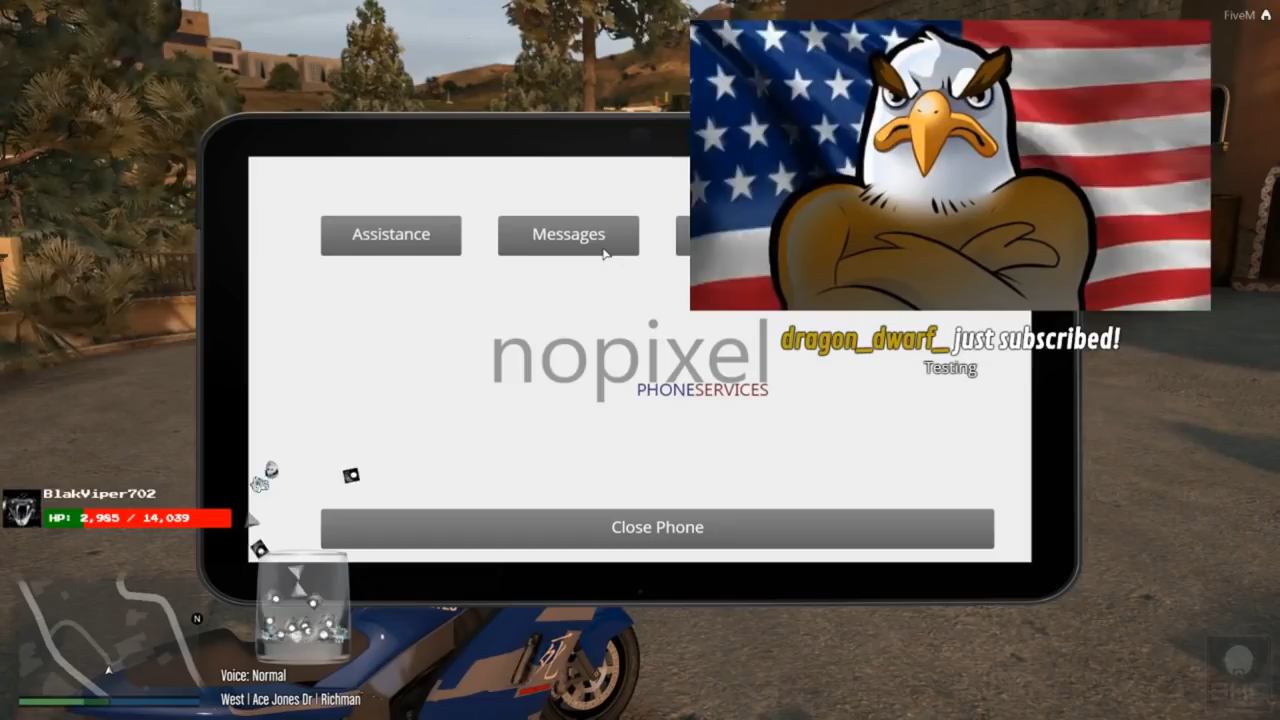 FiveM
Assistance
Messages
nopixel
PHONESERVICES
dragon_dwarf_ just subscribed!
Testing
BlakViper702
HP: 2,985 / 14,039
Close Phone
N
Voice: Normal
West | Ace Jones Dr | Richman